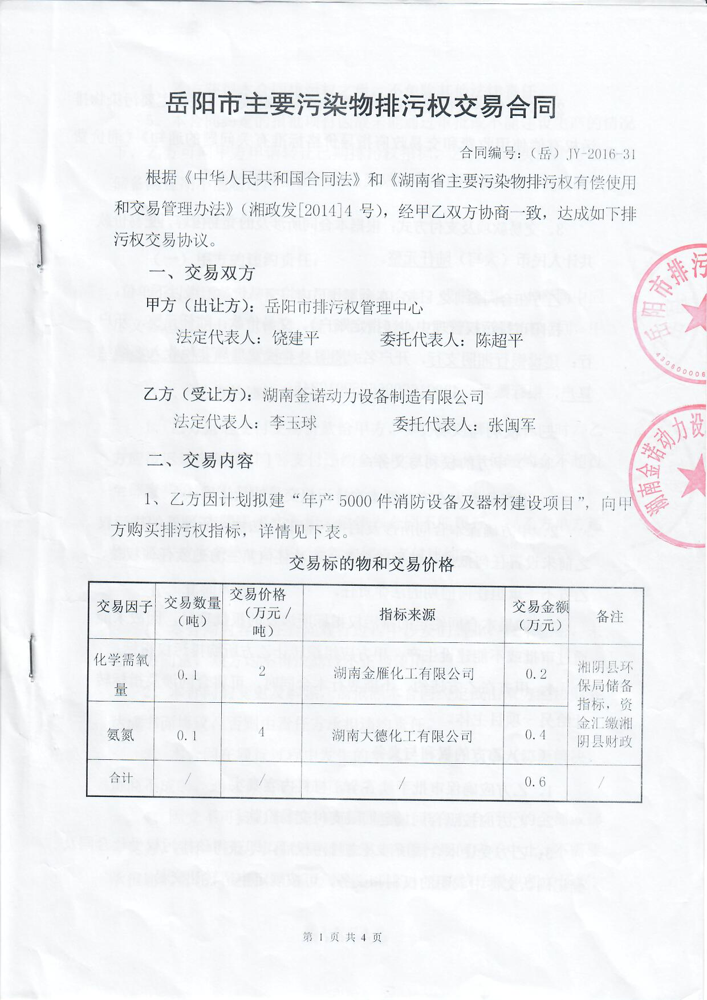 岳阳市主要污染物排污权交易合同
合同编号：（岳）JY-2016-31
根据《中华人民共和国合同法》和《湖南省主要污染物排污权有偿使用
和交易管理办法》（湘政发[2014]4 号），经甲乙双方协商一致，达成如下排
污权交易协议。
一、交易双方
甲方（出让方）：岳阳市排污权管理中心
法定代表人：饶建平 委托代表人：陈超平
乙方（受让方）：湖南金诺动力设备制造有限公司
法定代表人：李玉球 委托代表人：张闽军
二、交易内容
1、乙方因计划拟建“年产 5000 件消防设备及器材建设项目”，向甲
方购买排污权指标，详情见下表。
交易标的物和交易价格
交易因子 交易数量（吨） 交易价格（万元/吨） 指标来源 交易金额（万元） 备注
化学需氧量 0.1 2 湖南金雁化工有限公司 0.2 湘阴县环保局储备指标，资金汇缴湘阴县财政
氨氮 0.1 4 湖南大德化工有限公司 0.4
合计 / / / 0.6 /
岳阳市排污
430600006
湖南金诺动力设
第 1 页 共 4 页